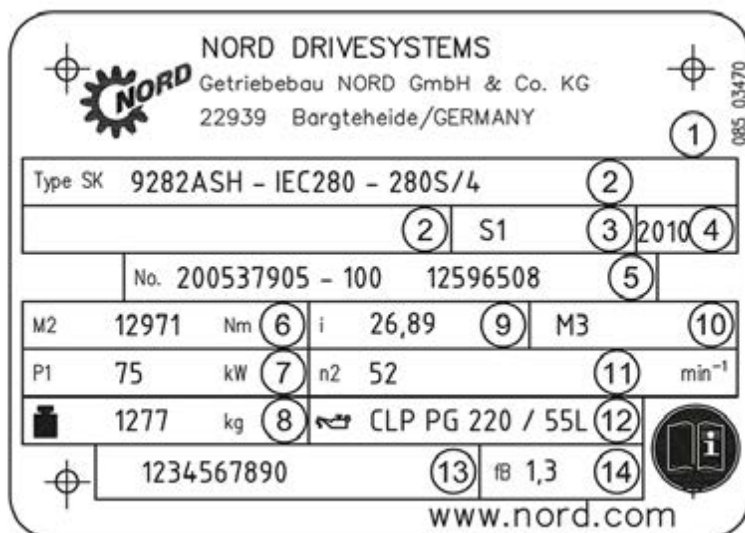 NORD DRIVESYSTEMS
NORD
Getriebebau NORD GmbH & Co. KG
22939 Bargteheide/GERMANY
085 03470
1
Type SK 9282ASH - IEC280 - 280S/4 2
2 S1 3 2010 4
No. 200537905 - 100 12596508 5
M2 12971 Nm 6 i 26,89 9 M3 10
P1 75 kW 7 n2 52 11 min⁻¹
1277 kg 8 CLP PG 220 / 55L 12
i
1234567890 13 fB 1,3 14
www.nord.com